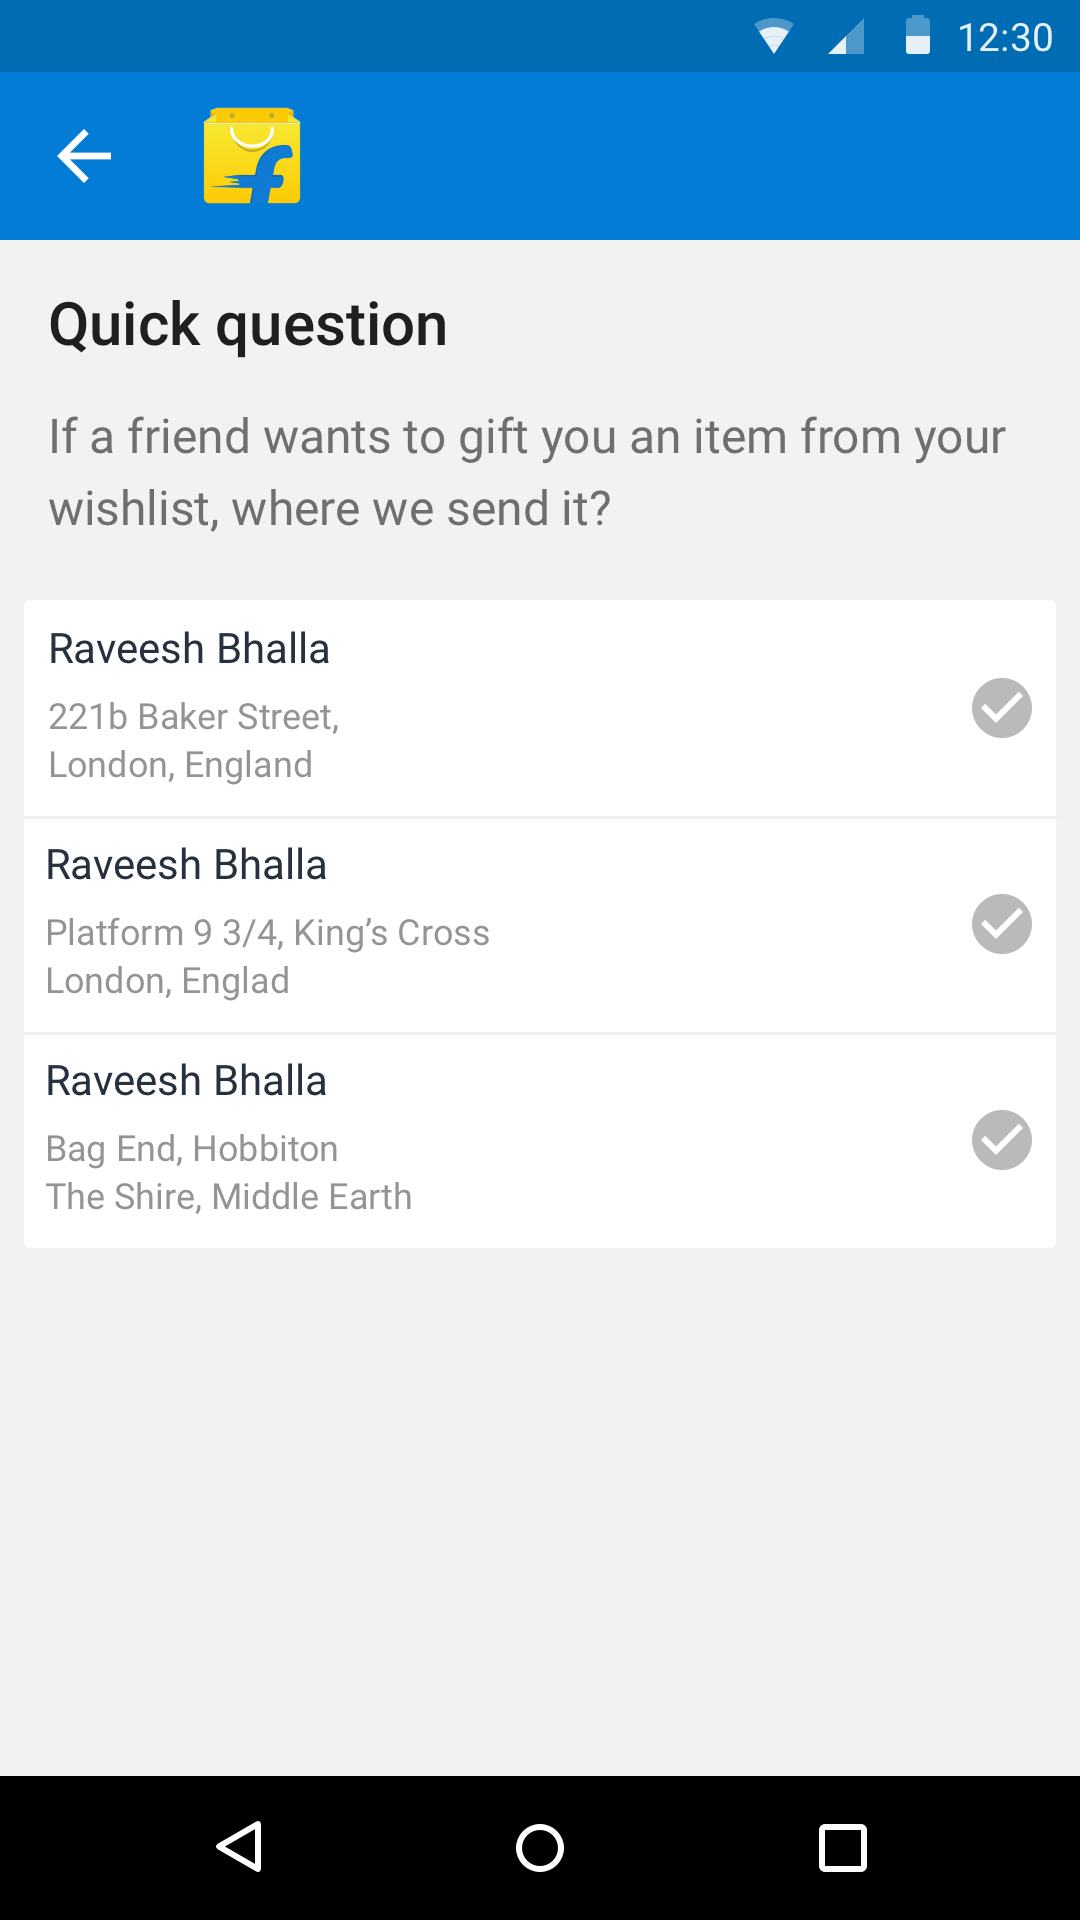 12:30
f
Quick question
If a friend wants to gift you an item from your
wishlist, where we send it?
Raveesh Bhalla
221b Baker Street,
London, England
Raveesh Bhalla
Platform 9 3/4, King’s Cross
London, Englad
Raveesh Bhalla
Bag End, Hobbiton
The Shire, Middle Earth